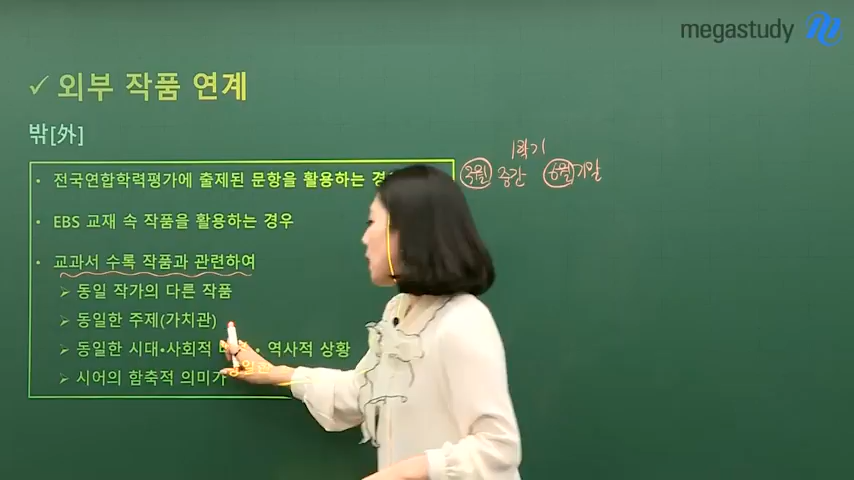 megastudy
✓ 외부 작품 연계
밖[外]
• 전국연합학력평가에 출제된 문항을 활용하는
• EBS 교재 속 작품을 활용하는 경우
• 교과서 수록 작품과 관련하여
➢ 동일 작가의 다른 작품
➢ 동일한 주제(가치관)
➢ 동일한 시대•사회적 • 역사적 상황
➢ 시어의 함축적 의미가
1학기
3월 중간 6월 기말